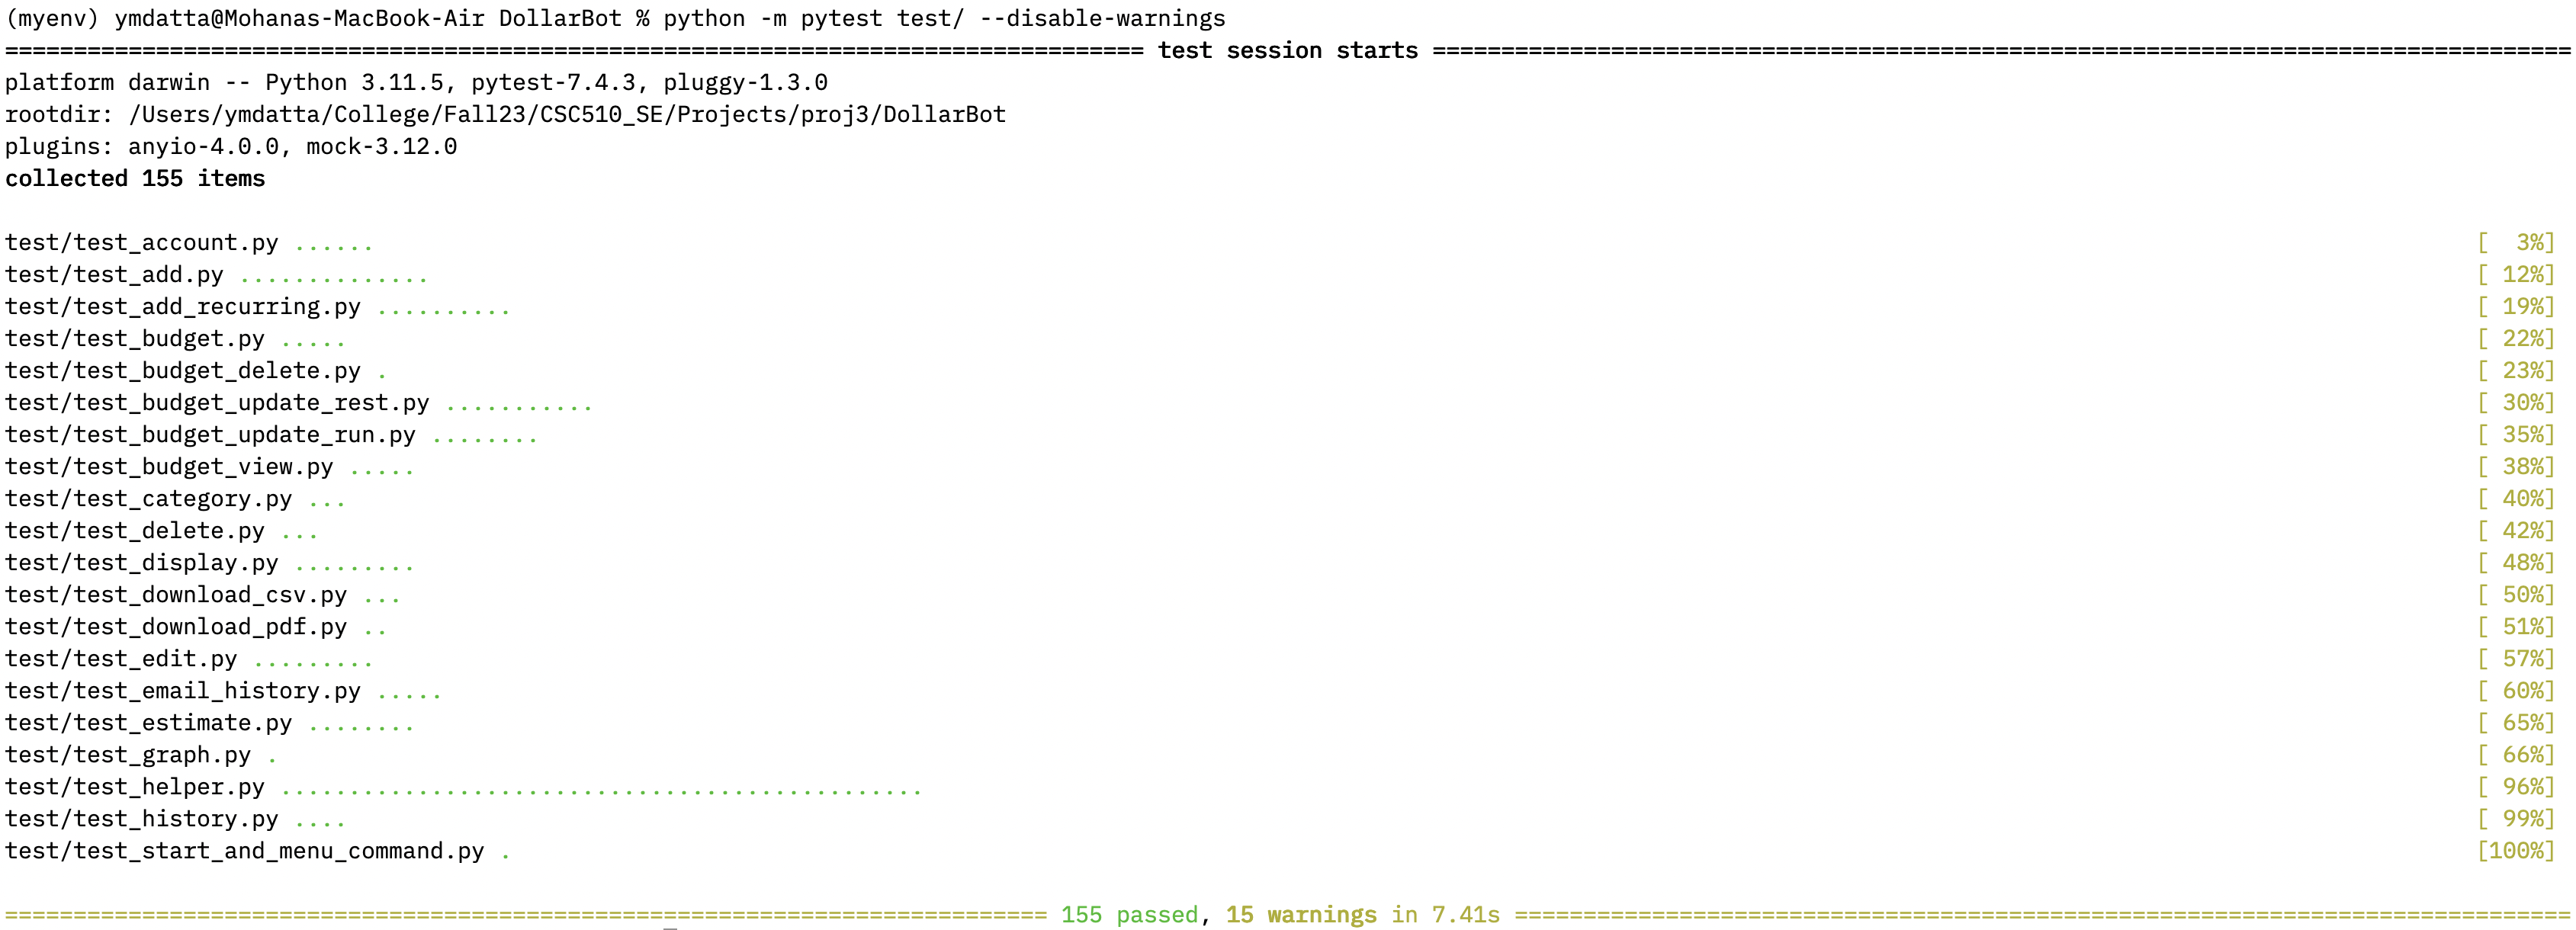 (myenv) ymdatta@Mohanas-MacBook-Air DollarBot % python -m pytest test/ --disable-warnings
=================================================================================== test session starts ===================================================================================
platform darwin -- Python 3.11.5, pytest-7.4.3, pluggy-1.3.0
rootdir: /Users/ymdatta/College/Fall23/CSC510_SE/Projects/proj3/DollarBot
plugins: anyio-4.0.0, mock-3.12.0
collected 155 items
test/test_account.py ...... [  3%]
test/test_add.py .............. [ 12%]
test/test_add_recurring.py .......... [ 19%]
test/test_budget.py ..... [ 22%]
test/test_budget_delete.py . [ 23%]
test/test_budget_update_rest.py ........... [ 30%]
test/test_budget_update_run.py ........ [ 35%]
test/test_budget_view.py ..... [ 38%]
test/test_category.py ... [ 40%]
test/test_delete.py ... [ 42%]
test/test_display.py ......... [ 48%]
test/test_download_csv.py ... [ 50%]
test/test_download_pdf.py .. [ 51%]
test/test_edit.py ......... [ 57%]
test/test_email_history.py ..... [ 60%]
test/test_estimate.py ........ [ 65%]
test/test_graph.py . [ 66%]
test/test_helper.py ............................................... [ 96%]
test/test_history.py .... [ 99%]
test/test_start_and_menu_command.py . [100%]
============================================================================ 155 passed, 15 warnings in 7.41s =============================================================================